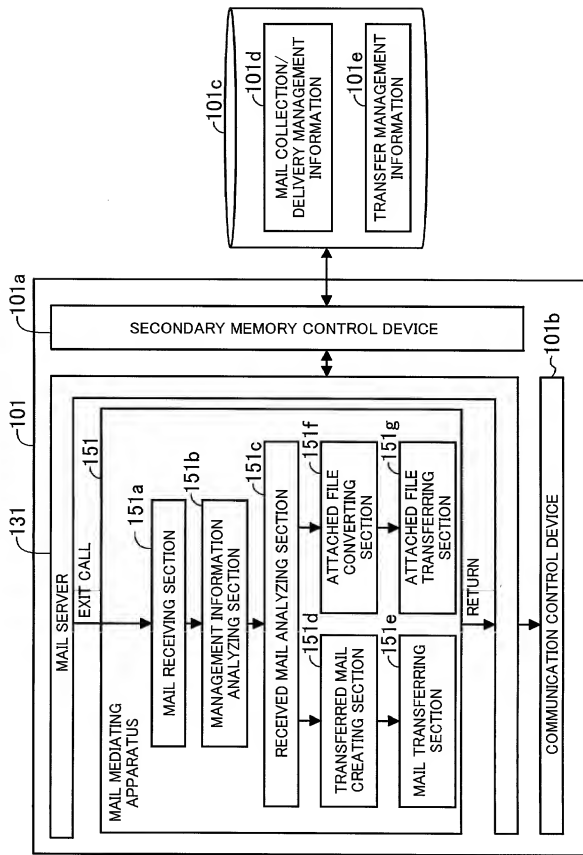 101
131
MAIL SERVER
EXIT CALL
151
MAIL MEDIATING
APPARATUS
151a
MAIL RECEIVING SECTION
151b
MANAGEMENT INFORMATION
ANALYZING SECTION
151c
RECEIVED MAIL ANALYZING SECTION
151d
TRANSFERRED MAIL
CREATING SECTION
151e
MAIL TRANSFERRING
SECTION
151f
ATTACHED FILE
CONVERTING
SECTION
151g
ATTACHED FILE
TRANSFERRING
SECTION
RETURN
101b
COMMUNICATION CONTROL DEVICE
101a
SECONDARY MEMORY CONTROL DEVICE
101c
101d
MAIL COLLECTION/
DELIVERY MANAGEMENT
INFORMATION
101e
TRANSFER MANAGEMENT
INFORMATION